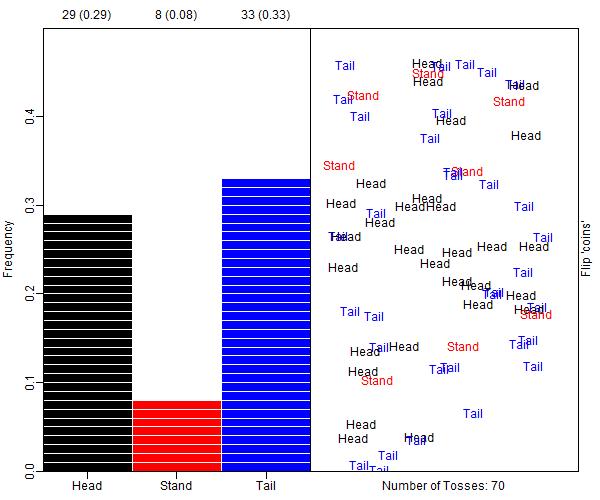 29 (0.29) 8 (0.08) 33 (0.33)
Frequency
0.4
0.3
0.2
0.1
0.0
Head Stand Tail
Tail Head Tail Tail
Stand Tail
Head Tail Head
Tail Stand Stand
Tail Tail Head
Tail Head
Stand Tail Tail Stand
Head Tail
Head Head Head Head Tail
Tail Head
Tail Head Tail
Head Head Head Head
Head Head Tail
Head Head Tail Tail Head
Tail Tail Head Head Tail Stand
Head Tail Head Stand Tail Tail
Head Stand Tail Tail Tail
Tail
Head
Head Head Tail
Tail
Tail Tail
Number of Tosses: 70
Flip 'coins'